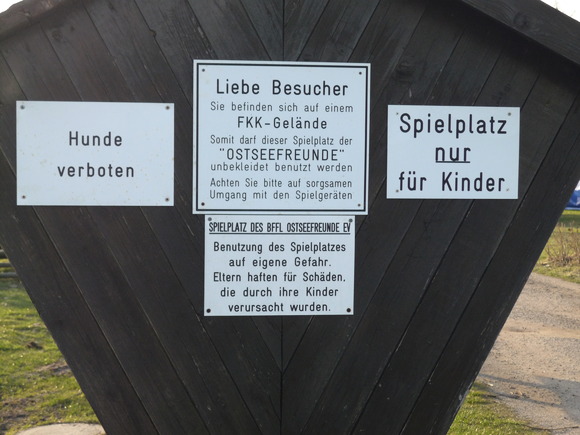 Hunde
verboten
Liebe Besucher
Sie befinden sich auf einem
FKK-Gelände
Somit darf dieser Spielplatz der
"OSTSEEFREUNDE"
unbekleidet benutzt werden
Achten Sie bitte auf sorgsamen
Umgang mit den Spielgeräten
Spielplatz
nur
für Kinder
SPIELPLATZ DES BFFL OSTSEEFREUNDE EV
Benutzung des Spielplatzes
auf eigene Gefahr.
Eltern haften für Schäden,
die durch ihre Kinder
verursacht wurden.